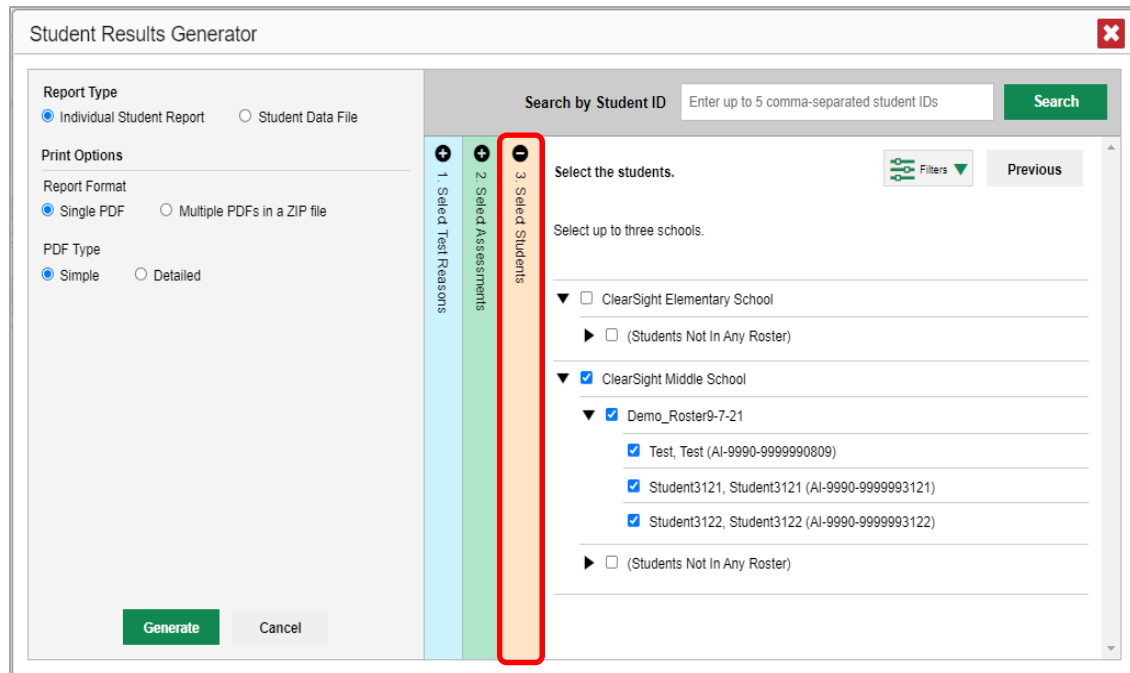 Student Results Generator
Report Type
Individual Student Report
Student Data File
Print Options
Report Format
Single PDF
Multiple PDFs in a ZIP file
PDF Type
Simple
Detailed
Generate
Cancel
Search by Student ID
Enter up to 5 comma-separated student IDs
Search
1. Select Test Reasons
2. Select Assessments
3. Select Students
Select the students.
Filters
Previous
Select up to three schools.
ClearSight Elementary School
(Students Not In Any Roster)
ClearSight Middle School
Demo_Roster9-7-21
Test, Test (AI-9990-9999990809)
Student3121, Student3121 (AI-9990-9999993121)
Student3122, Student3122 (AI-9990-9999993122)
(Students Not In Any Roster)